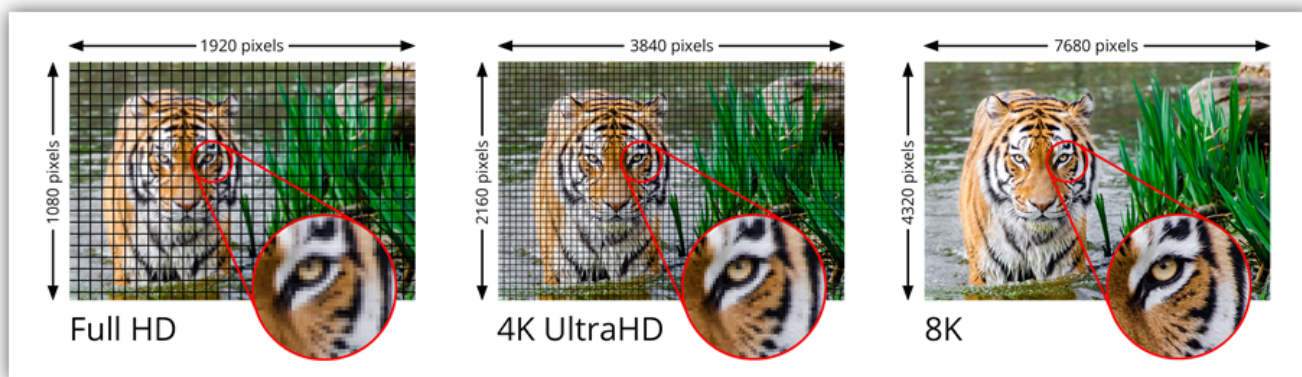 1920 pixels
1080 pixels
Full HD
3840 pixels
2160 pixels
4K UltraHD
7680 pixels
4320 pixels
8K